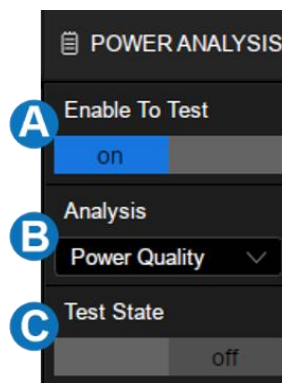 POWER ANALYSIS
A
Enable To Test
on
Analysis
B
Power Quality
C
Test State
off